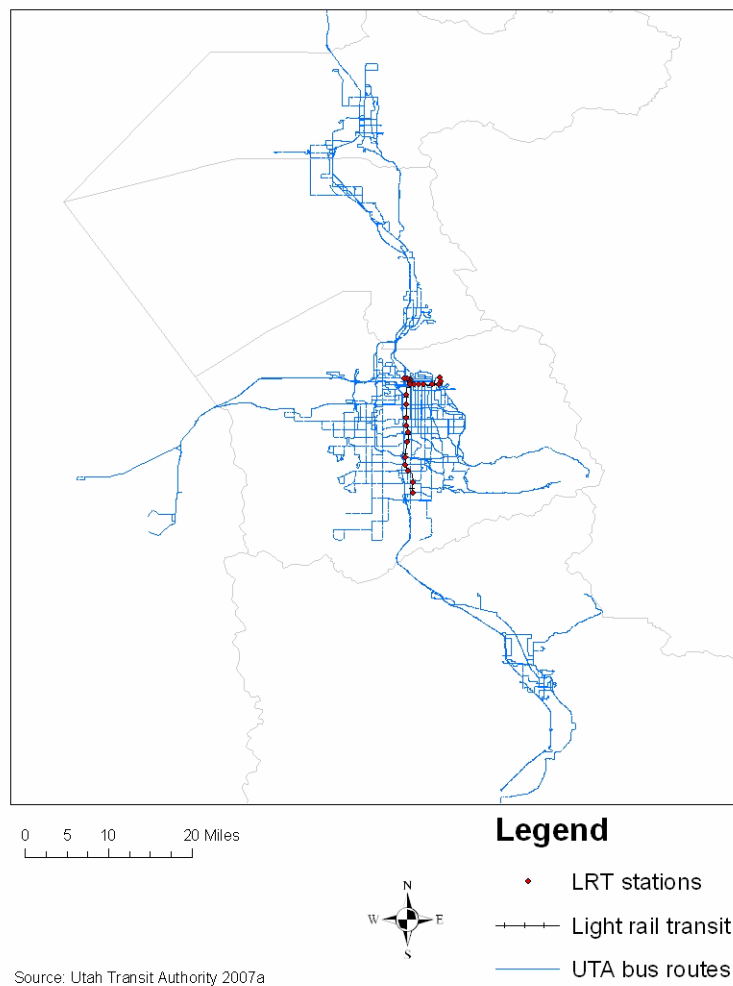 0 5 10 20 Miles
Legend
LRT stations
Light rail transit
UTA bus routes
N
W E
S
Source: Utah Transit Authority 2007a